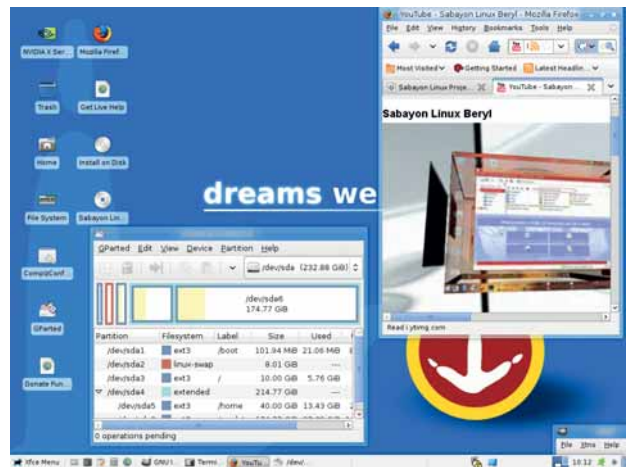 NVIDIA X Ser...
Mozilla Firef...
Trash
Get Live Help
Home
Install on Disk
File System
Sabayon Lin...
CompizConf...
GParted
Donate Fun...
dreams we
YouTube - Sabayon Linux Beryl - Mozilla Firefox
File Edit View History Bookmarks Tools Help
Most Visited Getting Started Latest Headlin...
Sabayon Linux Proje... YouTube - Sabayon ...
Sabayon Linux Beryl
Read i.ytimg.com
GParted Edit View Device Partition Help
/dev/sda (232.88 GiB)
/dev/sda6
174.77 GiB
Partition Filesystem Label Size Used
/dev/sda1 ext3 /boot 101.94 MiB 21.06 MiB
/dev/sda2 linux-swap 8.01 GiB ---
/dev/sda3 ext3 / 10.00 GiB 5.76 GiB
/dev/sda4 extended 214.77 GiB ---
/dev/sda5 ext3 /home 40.00 GiB 13.43 GiB
0 operations pending
File Items Help
Xfce Menu GNU I... Termi... YouTu... /dev/...
10:12